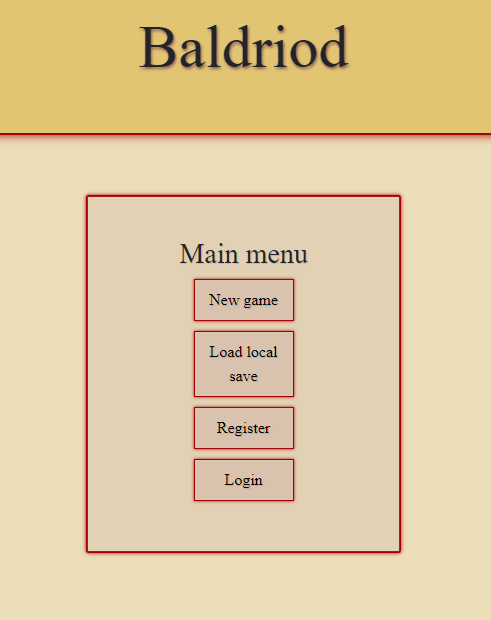 Baldriod
Main menu
New game
Load local
save
Register
Login